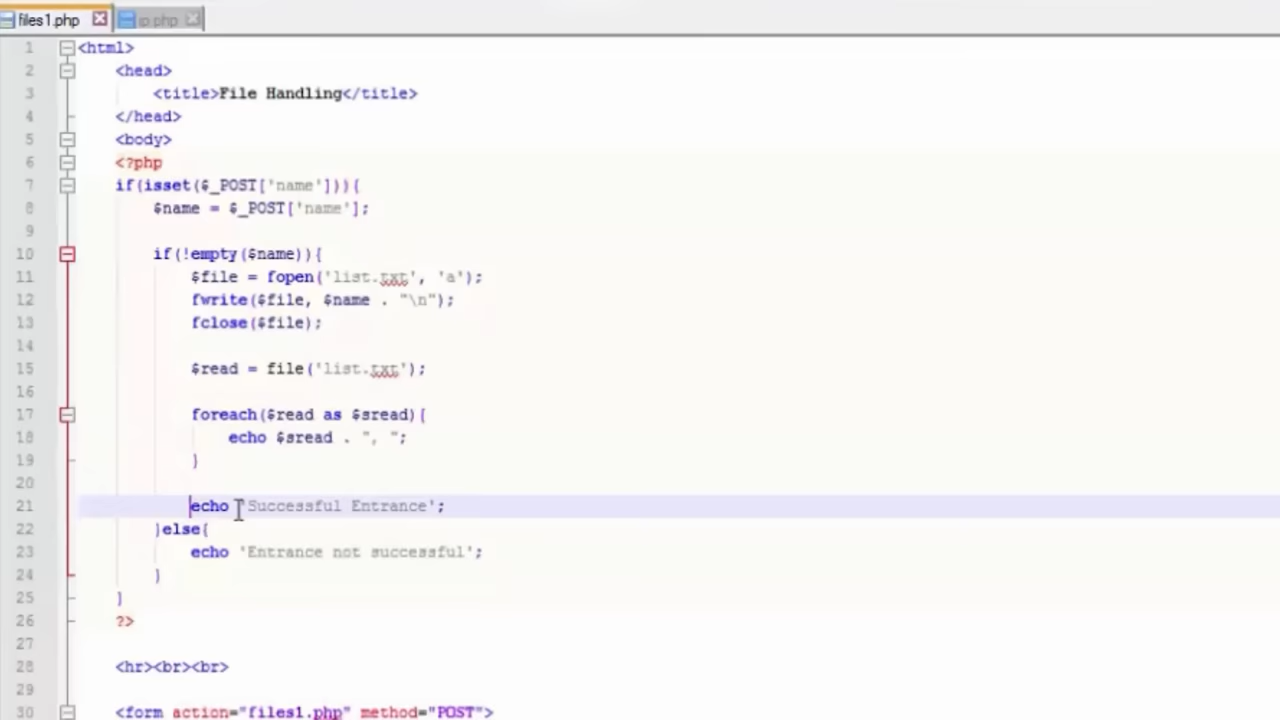 files1.php ip.php
1 <html>
2 <head>
3 <title>File Handling</title>
4 </head>
5 <body>
6 <?php
7 if(isset($_POST['name'])){
8 $name = $_POST['name'];
9
10 if(!empty($name)){
11 $file = fopen('list.txt', 'a');
12 fwrite($file, $name . "\n");
13 fclose($file);
14
15 $read = file('list.txt');
16
17 foreach($read as $sread){
18 echo $sread . ", ";
19 }
20
21 echo 'Successful Entrance';
22 }else{
23 echo 'Entrance not successful';
24 }
25 }
26 ?>
27
28 <hr><br><br>
29
30 <form action="files1.php" method="POST">